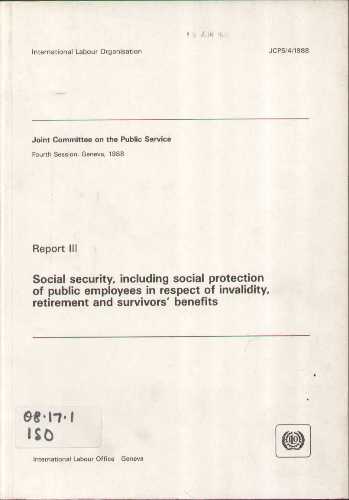 International Labour Organisation
JCPS/4/1988
Joint Committee on the Public Service
Fourth Session, Geneva, 1988
Report III
Social security, including social protection
of public employees in respect of invalidity,
retirement and survivors' benefits
08.17.1
ISO
International Labour Office Geneva